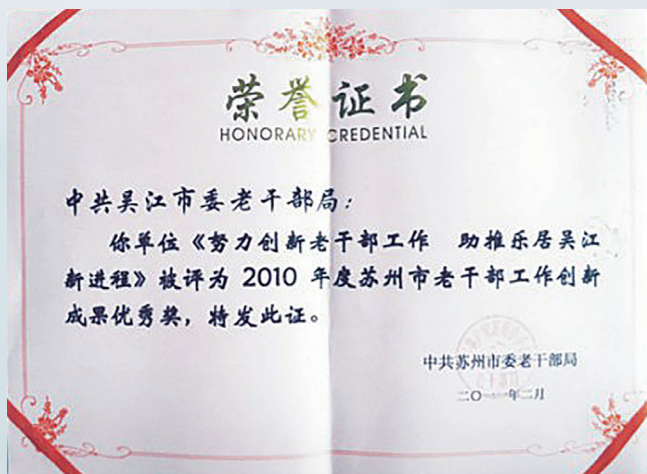 荣誉证书
HONORARY CREDENTIAL
中共吴江市委老干部局：
你单位《努力创新老干部工作 助推乐居吴江
新进程》被评为 2010 年度苏州市老干部工作创新
成果优秀奖，特发此证。
中共苏州市委老干部局
二〇一一年二月